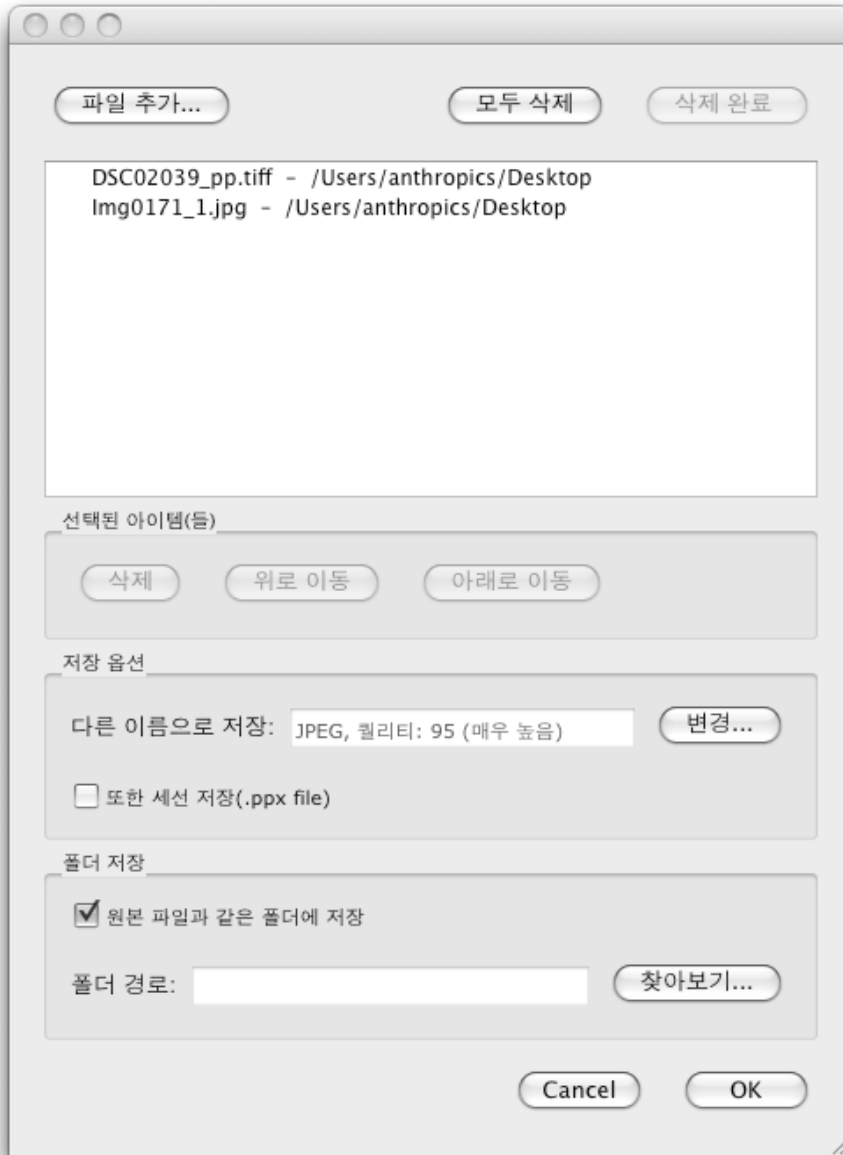 파일 추가... 모두 삭제 삭제 완료
DSC02039_pp.tiff - /Users/anthropics/Desktop
Img0171_1.jpg - /Users/anthropics/Desktop
선택된 아이템(들)
삭제 위로 이동 아래로 이동
저장 옵션
다른 이름으로 저장: JPEG, 퀄리티: 95 (매우 높음) 변경...
또한 세선 저장(.ppx file)
폴더 저장
원본 파일과 같은 폴더에 저장
폴더 경로: 찾아보기...
Cancel OK